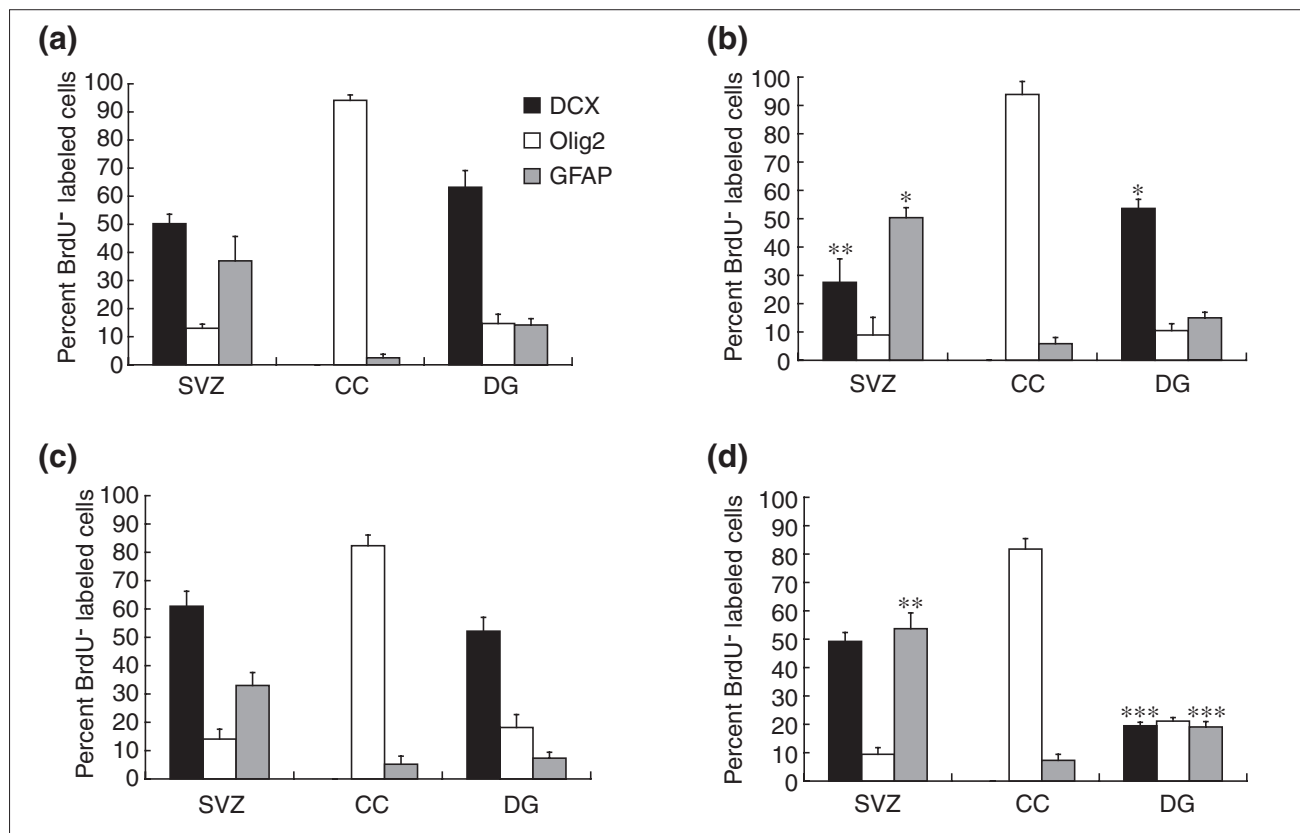 (a)
Percent BrdU- labeled cells
100
90
80
70
60
50
40
30
20
10
0
SVZ
CC
DG
DCX
Olig2
GFAP
(b)
Percent BrdU- labeled cells
100
90
80
70
60
50
40
30
20
10
0
**
*
*
SVZ
CC
DG
(c)
Percent BrdU- labeled cells
100
90
80
70
60
50
40
30
20
10
0
SVZ
CC
DG
(d)
Percent BrdU- labeled cells
100
90
80
70
60
50
40
30
20
10
0
**
***
***
SVZ
CC
DG